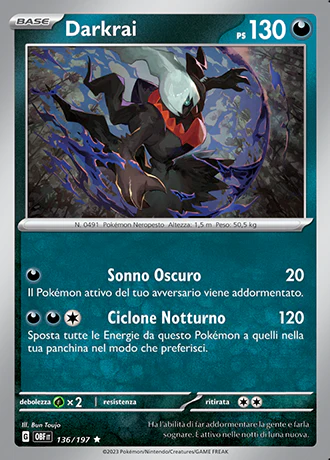 BASE Darkrai PS 130
N. 0491 Pokémon Neropesto Altezza: 1,5 m Peso: 50,5 kg
Sonno Oscuro 20
Il Pokémon attivo del tuo avversario viene addormentato.
Ciclone Notturno 120
Sposta tutte le Energie da questo Pokémon a quelli nella
tua panchina nel modo che preferisci.
debolezza ×2 resistenza ritirata
Ill. Bun Toujo
G OBF IT 136/197 ★
Ha l'abilità di far addormentare la gente e farla
sognare. È attivo nelle notti di luna nuova.
©2023 Pokémon/Nintendo/Creatures/GAME FREAK